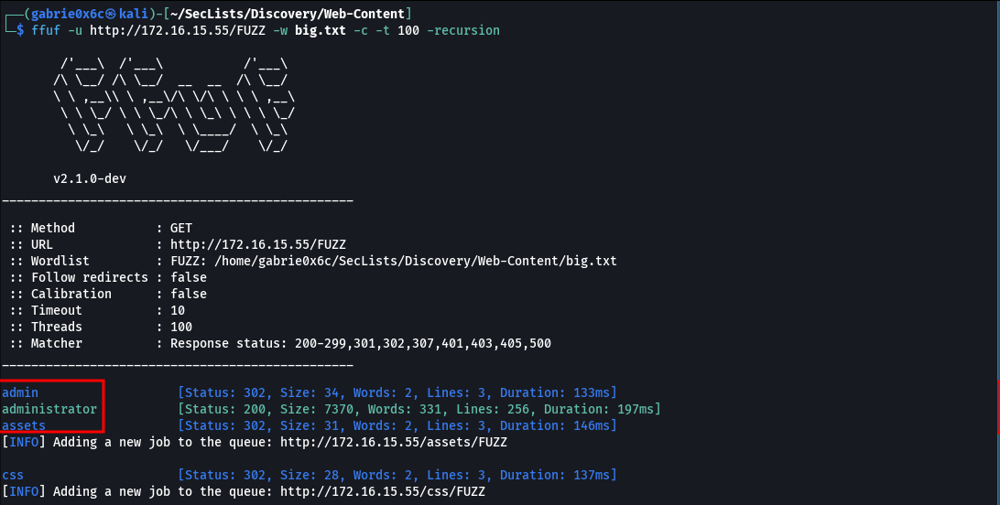 ┌──(gabrie0x6c㉿kali)-[~/SecLists/Discovery/Web-Content]
└─$ ffuf -u http://172.16.15.55/FUZZ -w big.txt -c -t 100 -recursion

        /'___\  /'___\           /'___\
       /\ \__/ /\ \__/  __  __  /\ \__/
       \ \ ,__\\ \ ,__\/\ \/\ \ \ \ ,__\
        \ \ \_/ \ \ \_/\ \ \_\ \ \ \ \_/
         \ \_\   \ \_\  \ \____/  \ \_\
          \/_/    \/_/   \/___/    \/_/

       v2.1.0-dev
________________________________________________

 :: Method           : GET
 :: URL              : http://172.16.15.55/FUZZ
 :: Wordlist         : FUZZ: /home/gabrie0x6c/SecLists/Discovery/Web-Content/big.txt
 :: Follow redirects : false
 :: Calibration      : false
 :: Timeout          : 10
 :: Threads          : 100
 :: Matcher          : Response status: 200-299,301,302,307,401,403,405,500
________________________________________________

admin                   [Status: 302, Size: 34, Words: 2, Lines: 3, Duration: 133ms]
administrator           [Status: 200, Size: 7370, Words: 331, Lines: 256, Duration: 197ms]
assets                  [Status: 302, Size: 31, Words: 2, Lines: 3, Duration: 146ms]
[INFO] Adding a new job to the queue: http://172.16.15.55/assets/FUZZ

css                     [Status: 302, Size: 28, Words: 2, Lines: 3, Duration: 137ms]
[INFO] Adding a new job to the queue: http://172.16.15.55/css/FUZZ